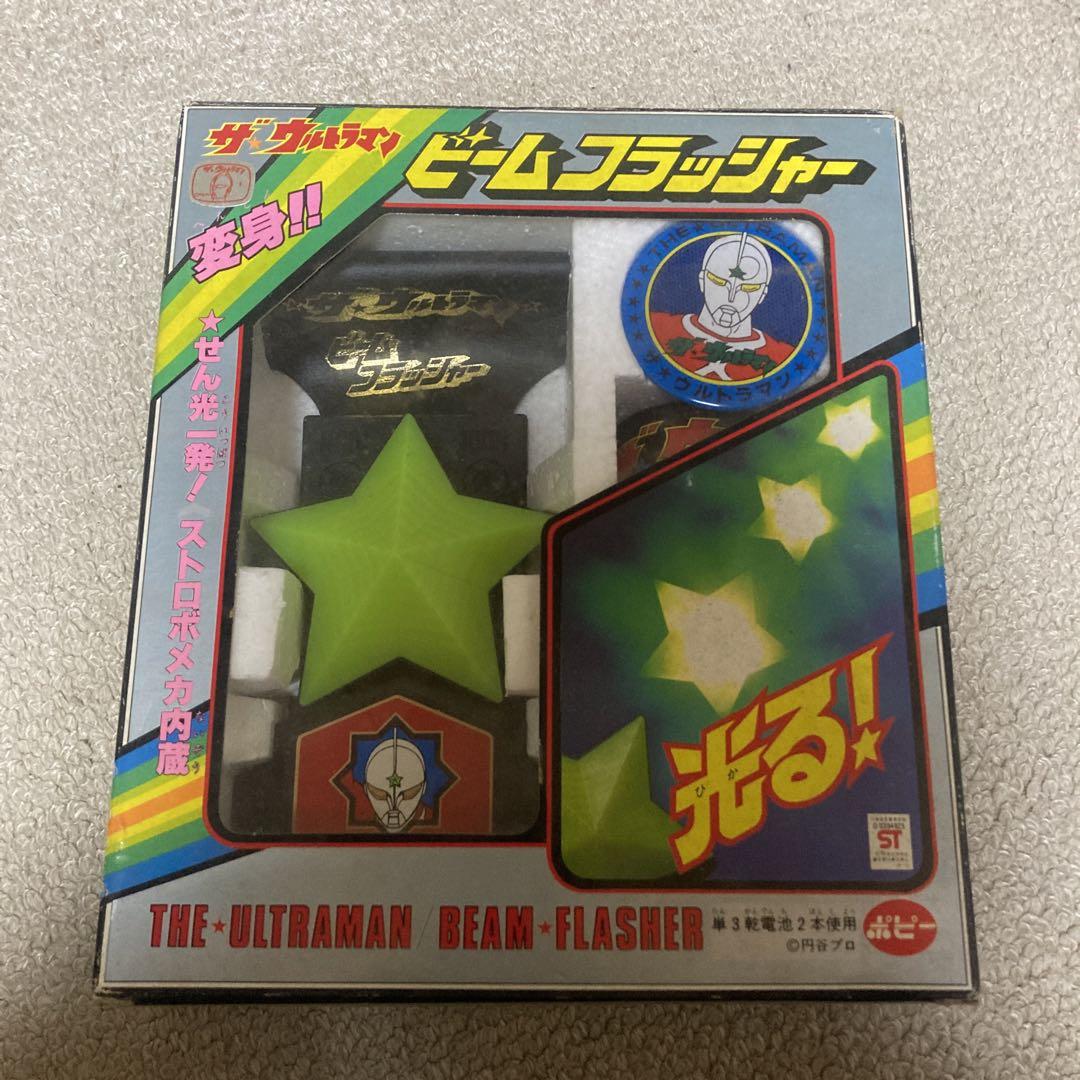 ザ★ウルトラマン
ビームフラッシャー
変身!!
★せん光一発!ストロボメカ内蔵
THE ULTRAMAN
ザ★ウルトラマン
ウルトラマン
ザ★ウルトラマン
ビーム
フラッシャー
光る!
ひか
ST
THE★ULTRAMAN/BEAM★FLASHER
単3乾電池2本使用
©円谷プロ
ポピー